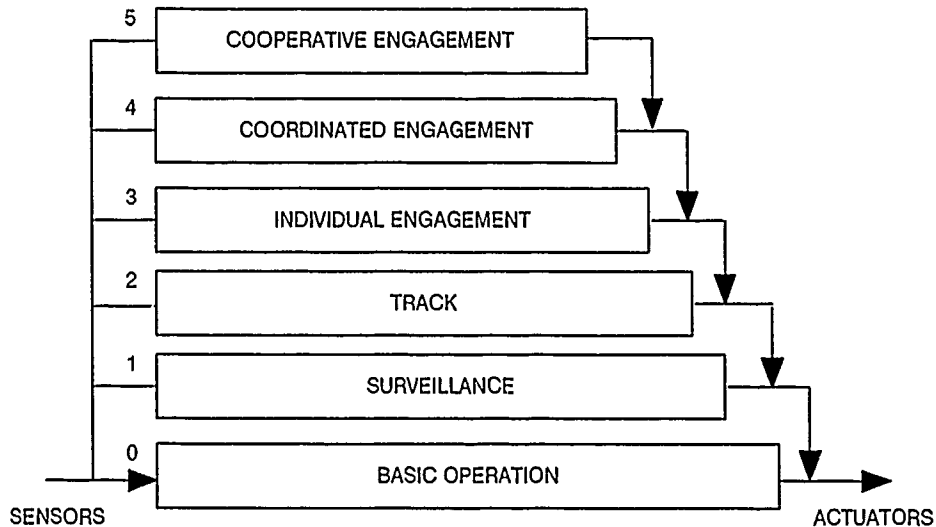 5
COOPERATIVE ENGAGEMENT
4
COORDINATED ENGAGEMENT
3
INDIVIDUAL ENGAGEMENT
2
TRACK
1
SURVEILLANCE
0
BASIC OPERATION
SENSORS
ACTUATORS